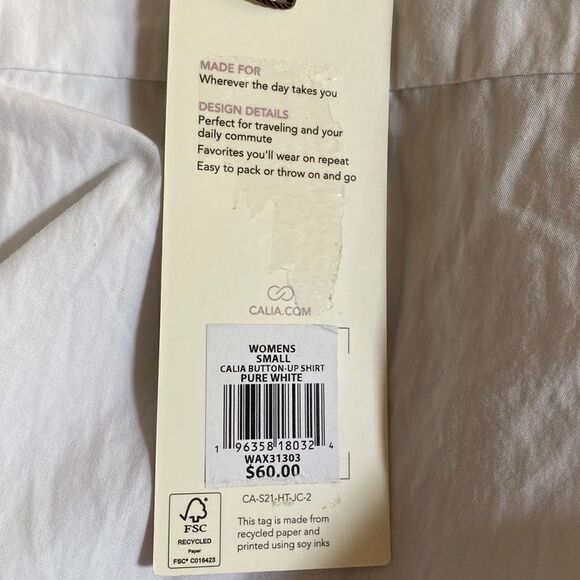 MADE FOR
Wherever the day takes you
DESIGN DETAILS
Perfect for traveling and your
daily commute
Favorites you'll wear on repeat
Easy to pack or throw on and go
CALIA.COM
WOMENS
SMALL
CALIA BUTTON-UP SHIRT
PURE WHITE
1 96358 18032 4
WAX31303
$60.00
CA-S21-HT-JC-2
FSC
RECYCLED
Paper
FSC® C016423
This tag is made from
recycled paper and
printed using soy inks